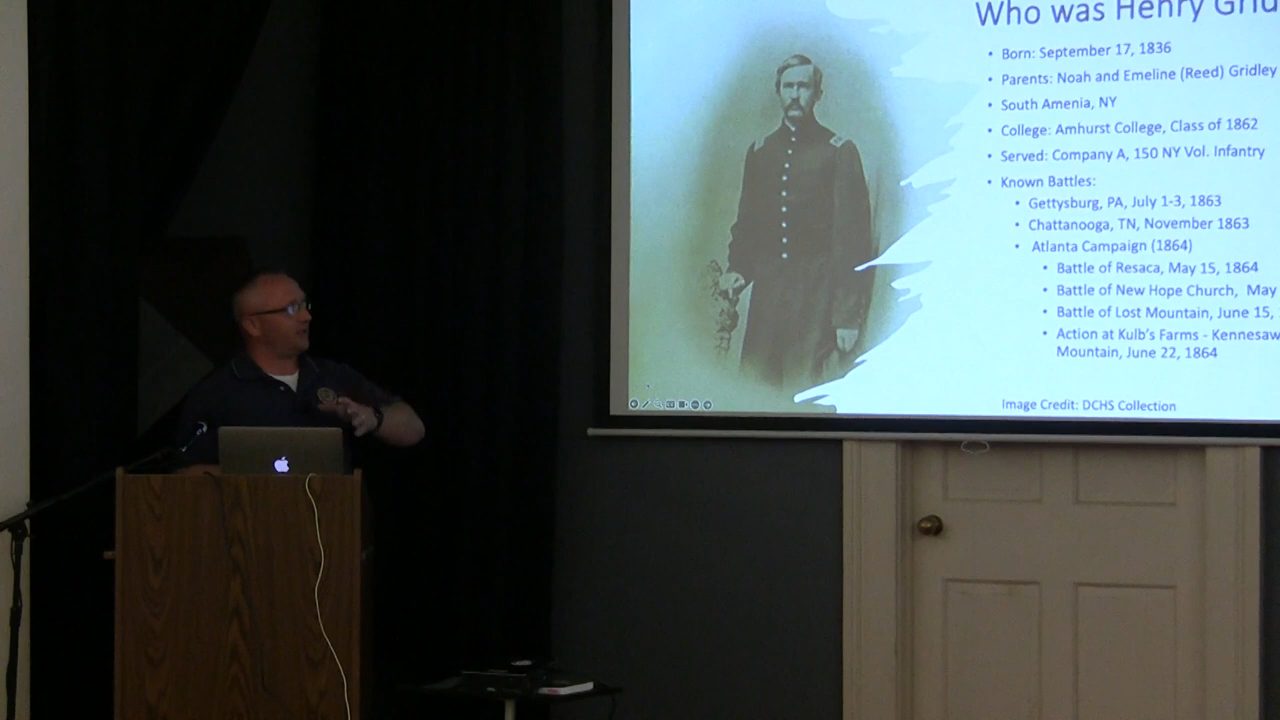 Who was Henry Grid
• Born: September 17, 1836
• Parents: Noah and Emeline (Reed) Gridley
• South Amenia, NY
• College: Amhurst College, Class of 1862
• Served: Company A, 150 NY Vol. Infantry
• Known Battles:
• Gettysburg, PA, July 1-3, 1863
• Chattanooga, TN, November 1863
• Atlanta Campaign (1864)
• Battle of Resaca, May 15, 1864
• Battle of New Hope Church, May
• Battle of Lost Mountain, June 15,
• Action at Kulb's Farms - Kennesaw
Mountain, June 22, 1864
Image Credit: DCHS Collection